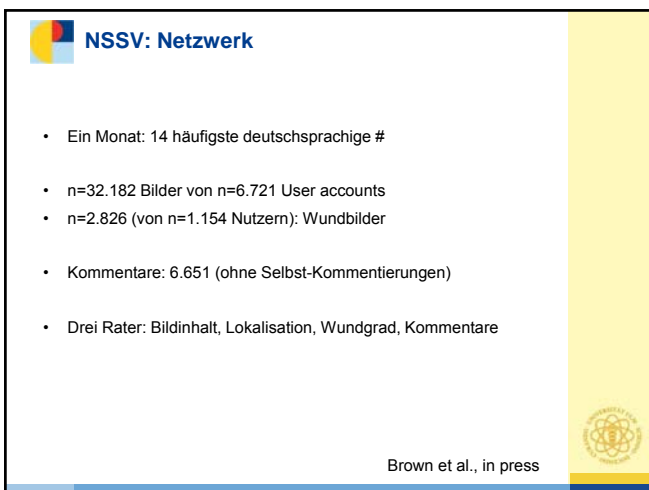 NSSV: Netzwerk
• Ein Monat: 14 häufigste deutschsprachige #
• n=32.182 Bilder von n=6.721 User accounts
• n=2.826 (von n=1.154 Nutzern): Wundbilder
• Kommentare: 6.651 (ohne Selbst-Kommentierungen)
• Drei Rater: Bildinhalt, Lokalisation, Wundgrad, Kommentare
Brown et al., in press